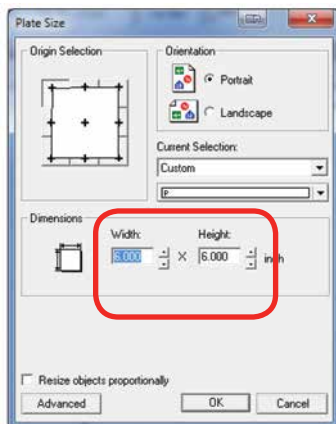 Plate Size
Origin Selection
Orientation
Portrait
Landscape
Current Selection:
Custom
P
Dimensions
Width:
Height:
6.000 X 6.000 inch
Resize objects proportionally
Advanced
OK
Cancel